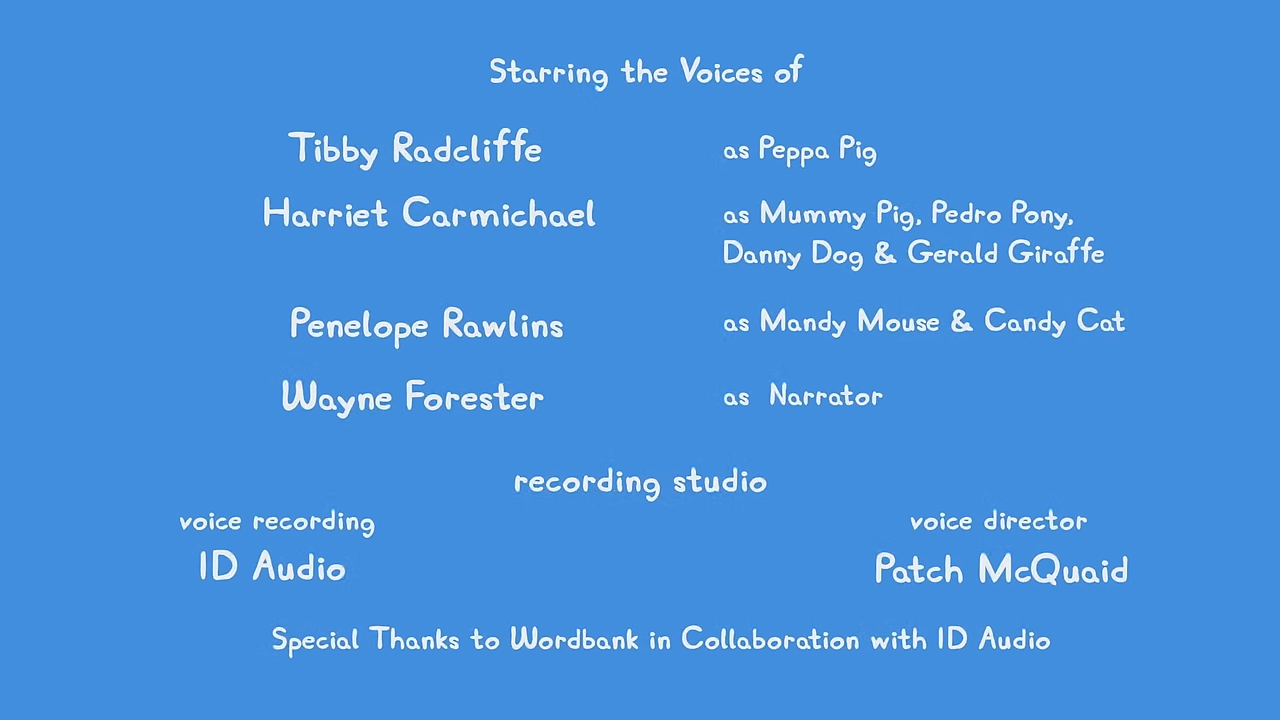 Starring the Voices of
Tibby Radcliffe as Peppa Pig
Harriet Carmichael as Mummy Pig, Pedro Pony,
Danny Dog & Gerald Giraffe
Penelope Rawlins as Mandy Mouse & Candy Cat
Wayne Forester as Narrator
recording studio
voice recording voice director
ID Audio Patch McQuaid
Special Thanks to Wordbank in Collaboration with ID Audio